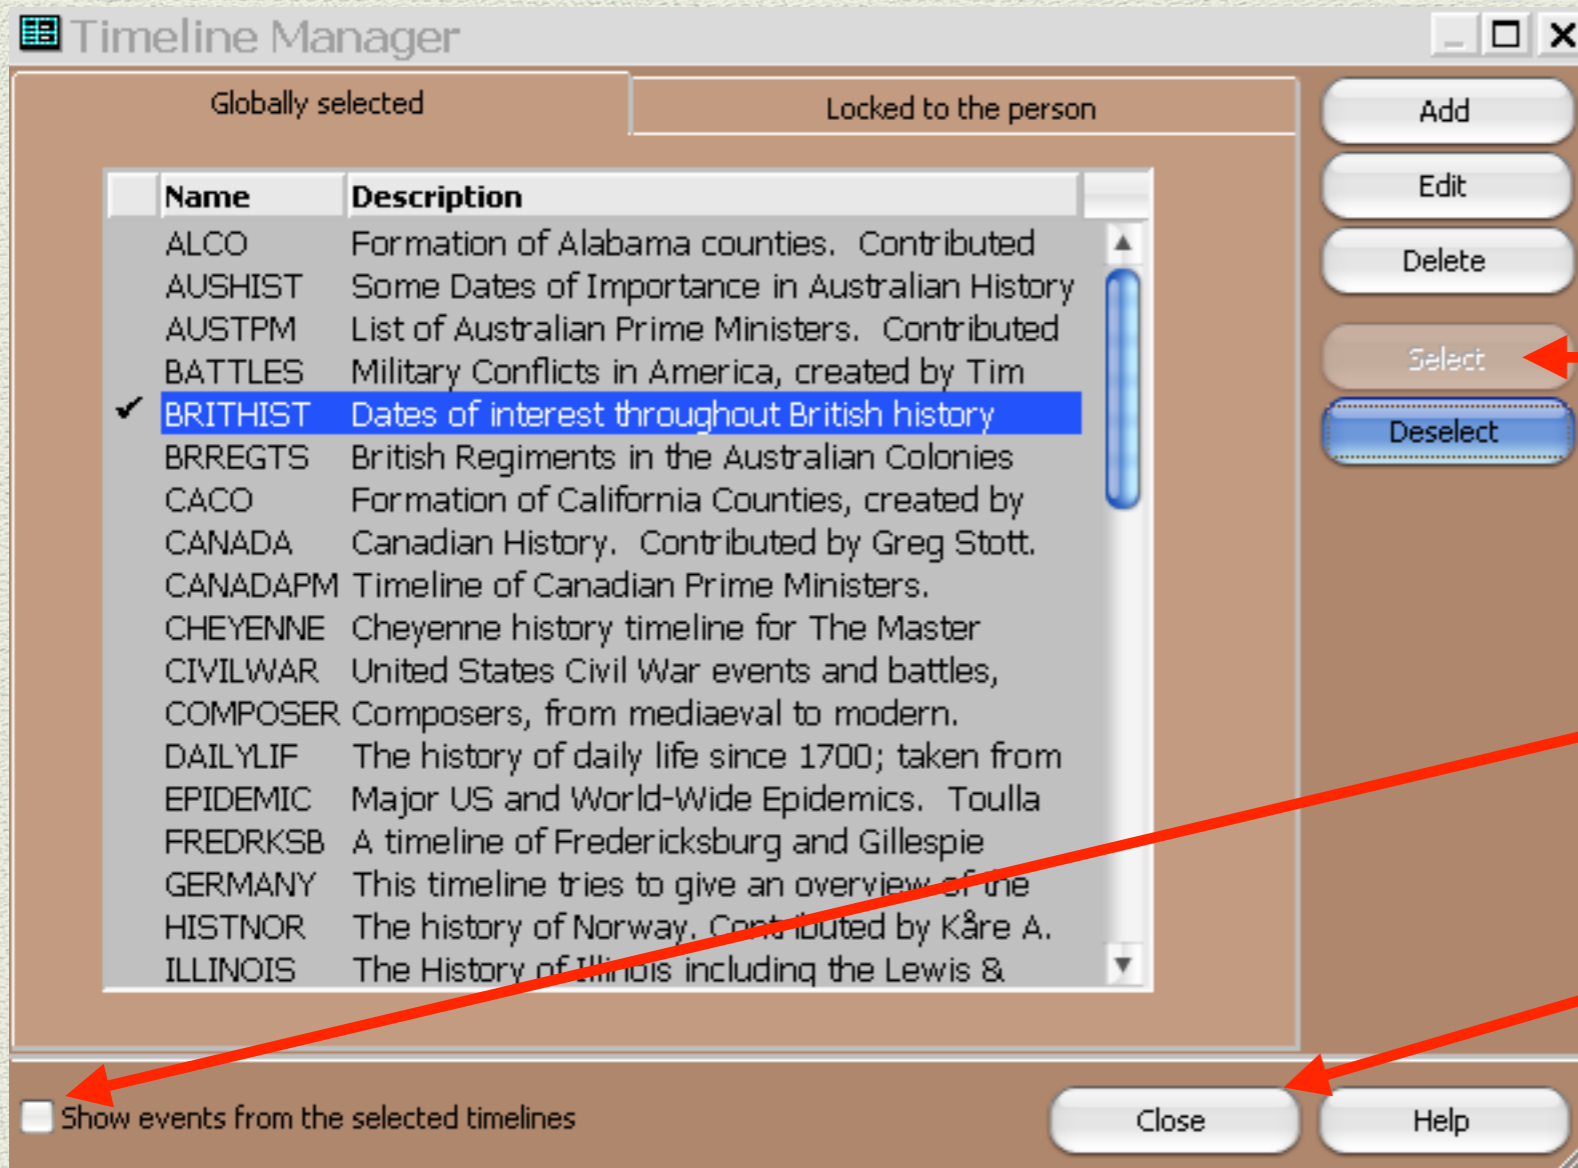 Timeline Manager
Globally selected
Locked to the person
Add
Edit
Delete
Select
Deselect
Name Description
ALCO Formation of Alabama counties. Contributed
AUSHIST Some Dates of Importance in Australian History
AUSTPM List of Australian Prime Ministers. Contributed
BATTLES Military Conflicts in America, created by Tim
BRITHIST Dates of interest throughout British history
BRREGTS British Regiments in the Australian Colonies
CACO Formation of California Counties, created by
CANADA Canadian History. Contributed by Greg Stott.
CANADAPM Timeline of Canadian Prime Ministers.
CHEYENNE Cheyenne history timeline for The Master
CIVILWAR United States Civil War events and battles,
COMPOSER Composers, from mediaeval to modern.
DAILYLIF The history of daily life since 1700; taken from
EPIDEMIC Major US and World-Wide Epidemics. Toulla
FREDRKSB A timeline of Fredericksburg and Gillespie
GERMANY This timeline tries to give an overview of the
HISTNOR The history of Norway. Contributed by Kåre A.
ILLINOIS The History of Illinois including the Lewis &
Show events from the selected timelines
Close
Help